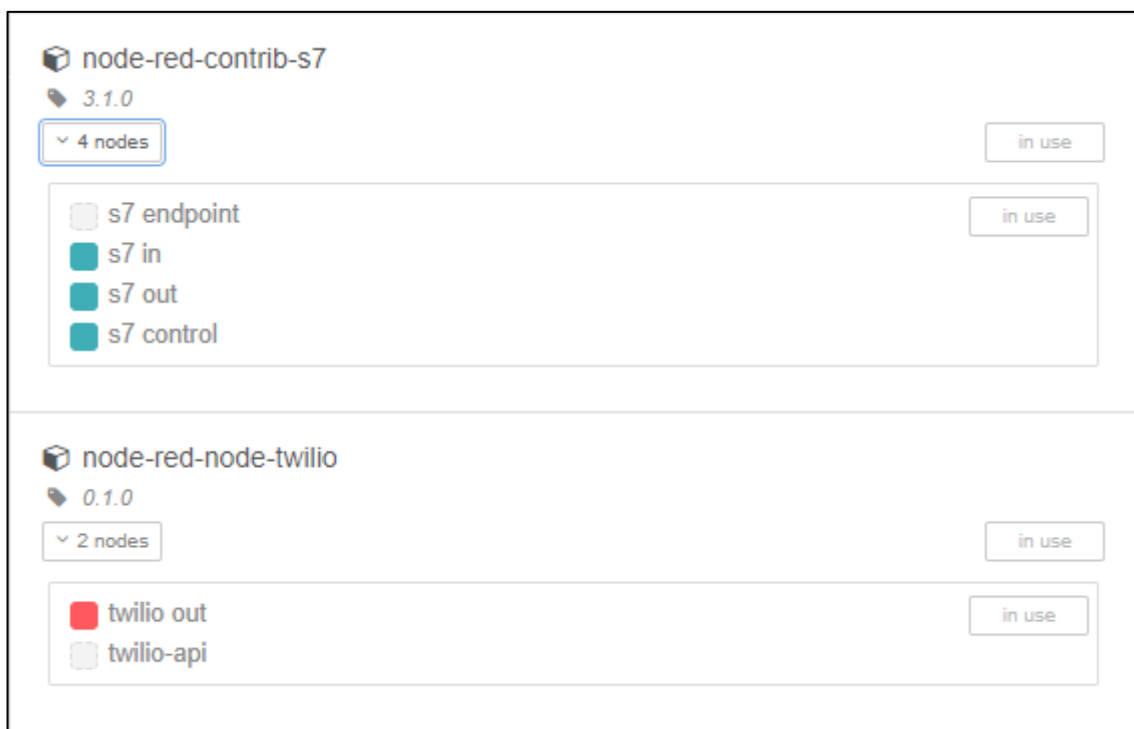 node-red-contrib-s7
3.1.0
4 nodes in use
s7 endpoint in use
s7 in
s7 out
s7 control
node-red-node-twilio
0.1.0
2 nodes in use
twilio out in use
twilio-api